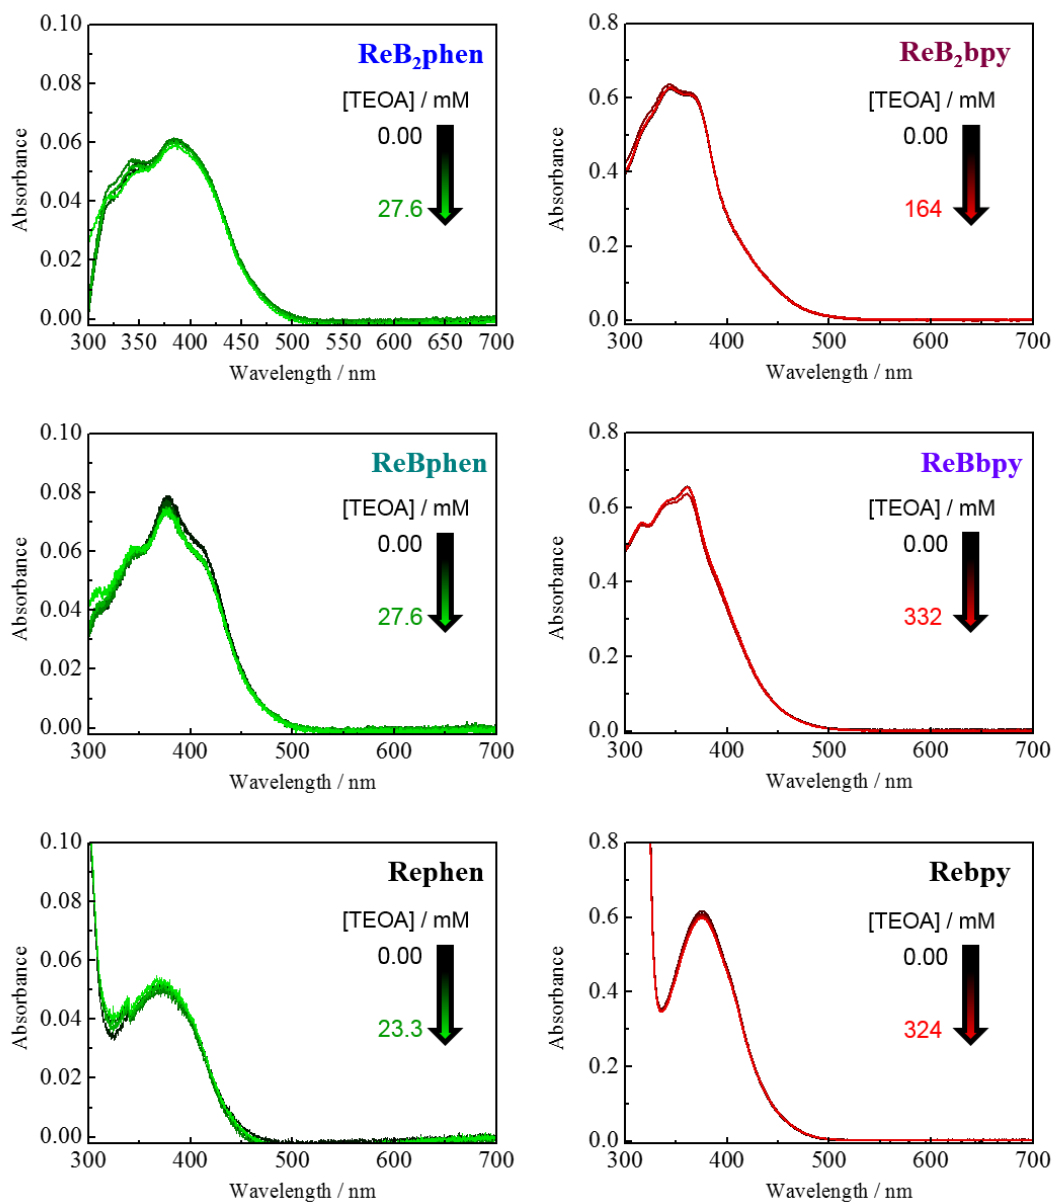 ReB₂phen
[TEOA] / mM
0.00
27.6
Absorbance
0.10
0.08
0.06
0.04
0.02
0.00
300 350 400 450 500 550 600 650 700
Wavelength / nm
ReB₂bpy
[TEOA] / mM
0.00
164
Absorbance
0.8
0.6
0.4
0.2
0.0
300 400 500 600 700
Wavelength / nm
ReBphen
[TEOA] / mM
0.00
27.6
Absorbance
0.10
0.08
0.06
0.04
0.02
0.00
300 400 500 600 700
Wavelength / nm
ReBbpy
[TEOA] / mM
0.00
332
Absorbance
0.8
0.6
0.4
0.2
0.0
300 400 500 600 700
Wavelength / nm
Rephen
[TEOA] / mM
0.00
23.3
Absorbance
0.10
0.08
0.06
0.04
0.02
0.00
300 400 500 600 700
Wavelength / nm
Rebpy
[TEOA] / mM
0.00
324
Absorbance
0.8
0.6
0.4
0.2
0.0
300 400 500 600 700
Wavelength / nm